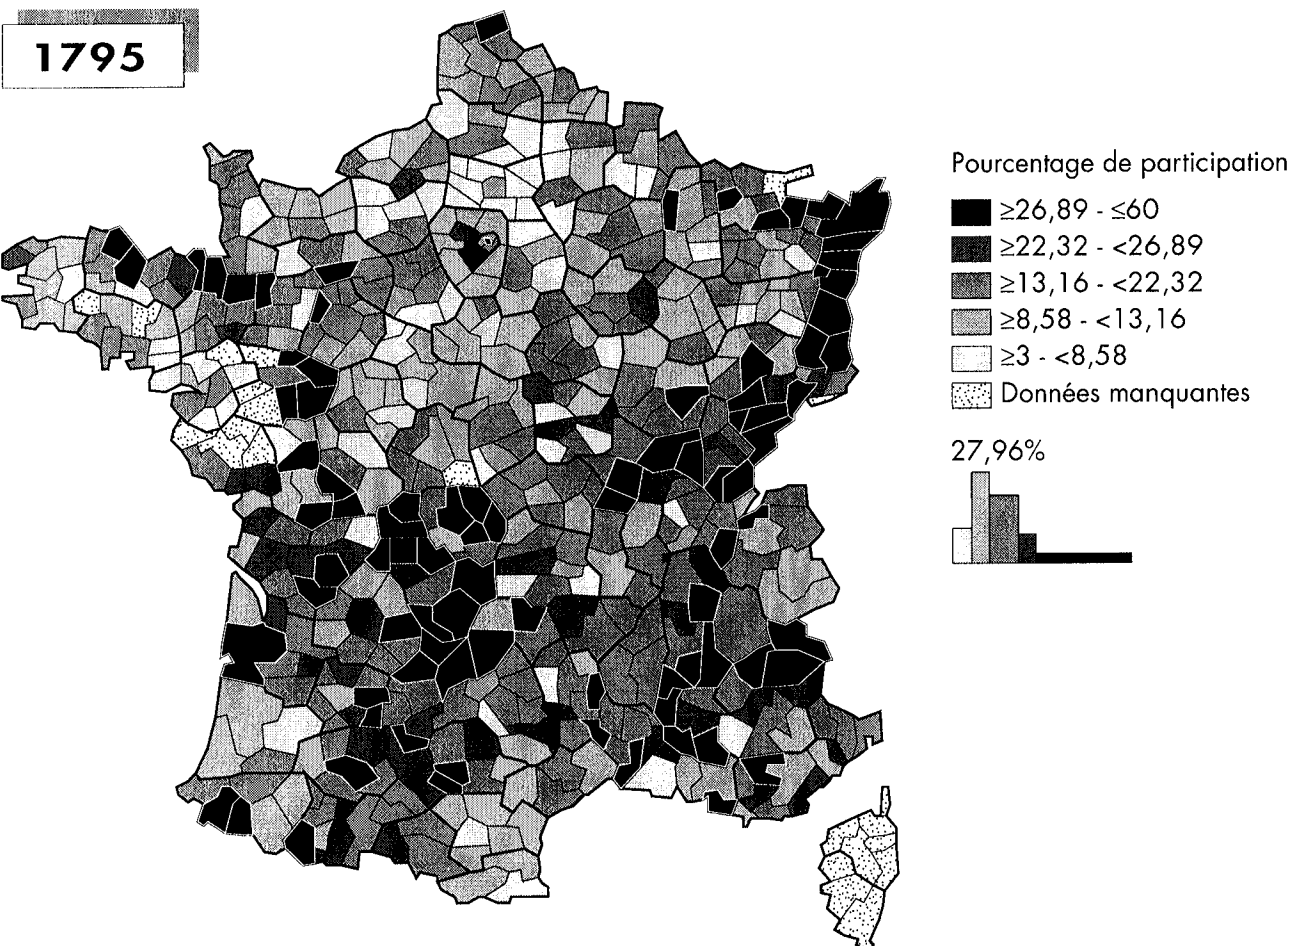 1795
Pourcentage de participation
≥26,89 - ≤60
≥22,32 - <26,89
≥13,16 - <22,32
≥8,58 - <13,16
≥3 - <8,58
Données manquantes
27,96%